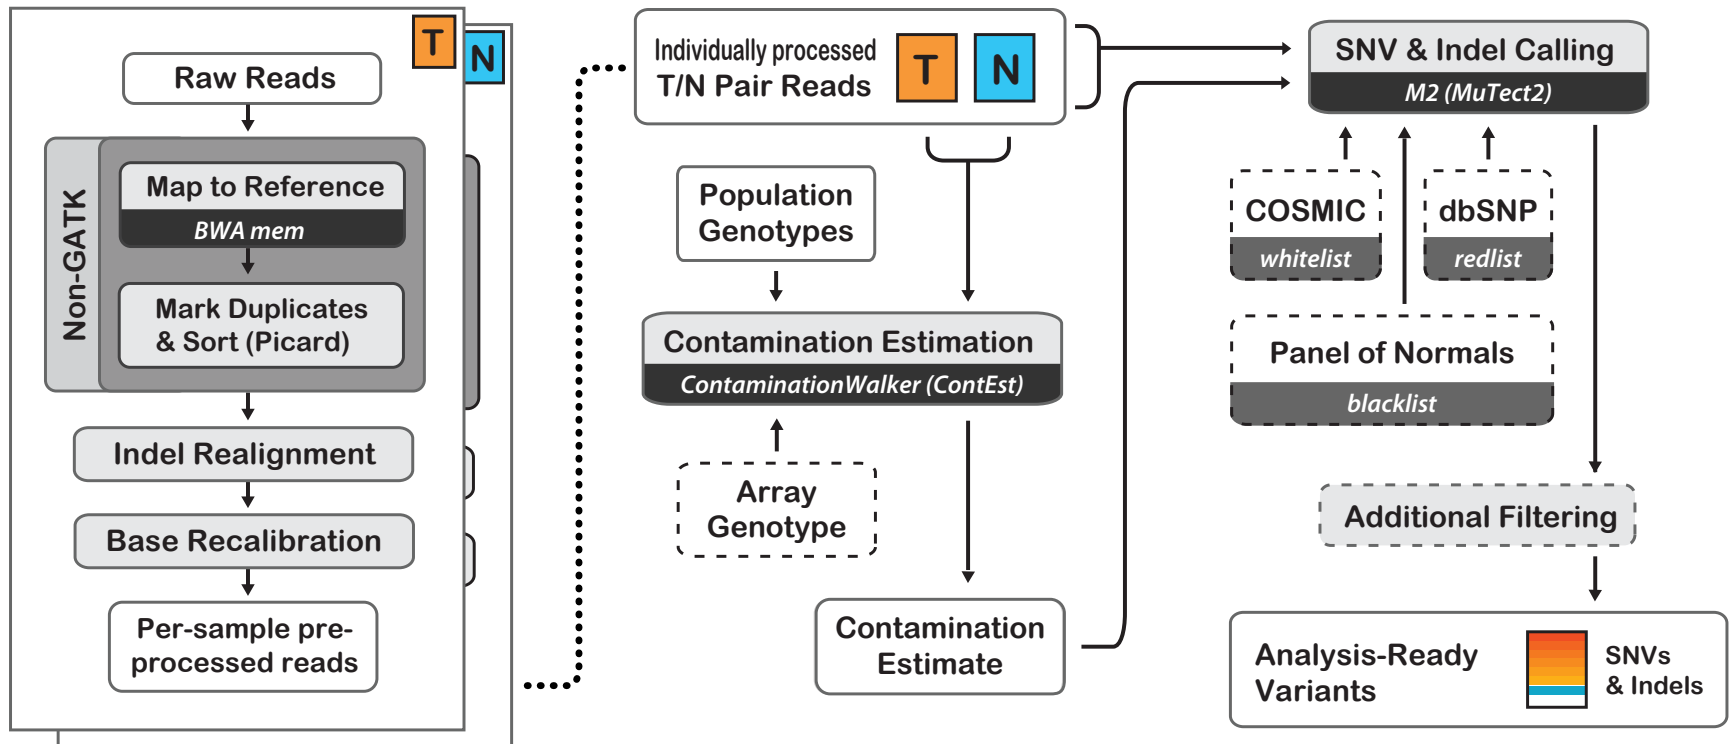 T
N
Raw Reads
Non-GATK
Map to Reference
BWA mem
Mark Duplicates
& Sort (Picard)
Indel Realignment
Base Recalibration
Per-sample pre-
processed reads
Individually processed
T/N Pair Reads
T
N
Population
Genotypes
Contamination Estimation
ContaminationWalker (ContEst)
Array
Genotype
Contamination
Estimate
SNV & Indel Calling
M2 (MuTect2)
COSMIC
whitelist
dbSNP
redlist
Panel of Normals
blacklist
Additional Filtering
Analysis-Ready
Variants
SNVs
& Indels